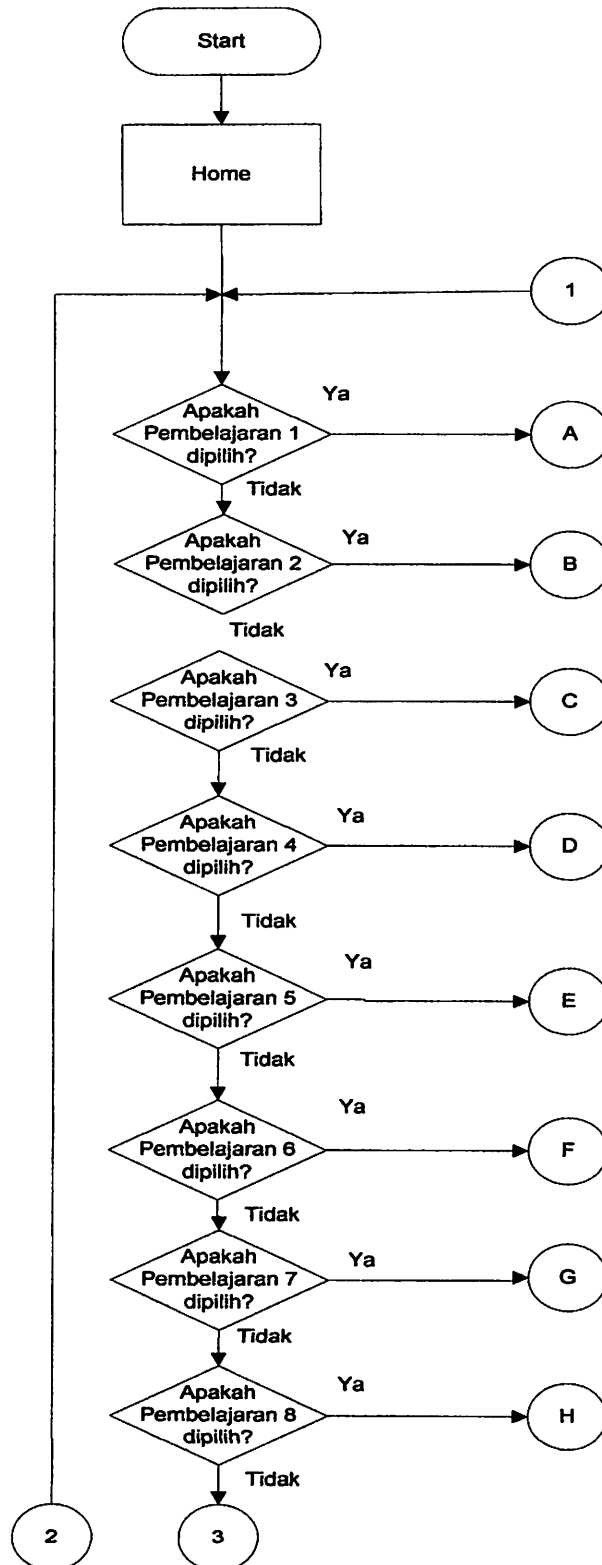 Start
Home
1
Ya
Apakah
Pembelajaran 1
dipilih?
A
Tidak
Apakah
Pembelajaran 2
dipilih?
Ya
B
Tidak
Apakah
Pembelajaran 3
dipilih?
Ya
C
Tidak
Apakah
Pembelajaran 4
dipilih?
Ya
D
Tidak
Apakah
Pembelajaran 5
dipilih?
Ya
E
Tidak
Apakah
Pembelajaran 6
dipilih?
Ya
F
Tidak
Apakah
Pembelajaran 7
dipilih?
Ya
G
Tidak
Apakah
Pembelajaran 8
dipilih?
Ya
H
Tidak
2
3